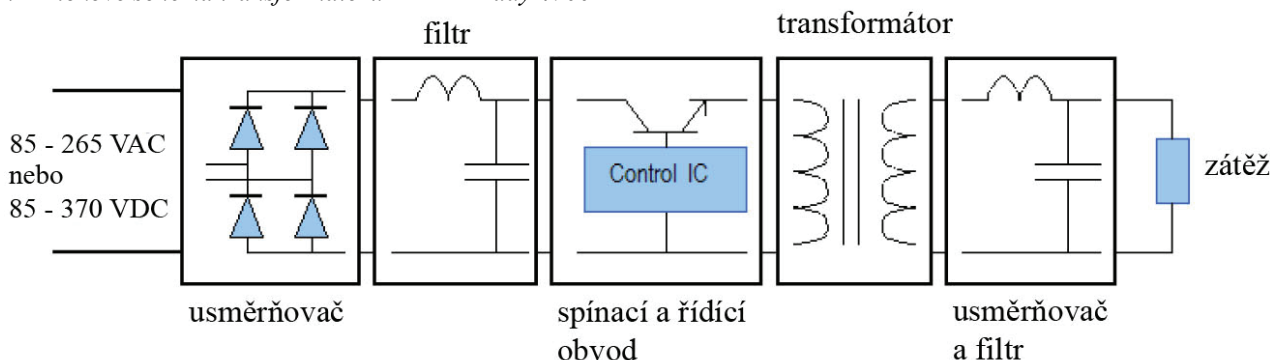 filtr
transformátor
85 - 265 VAC
nebo
85 - 370 VDC
Control IC
zátěž
usměrňovač
spínací a řídící
obvod
usměrňovač
a filtr